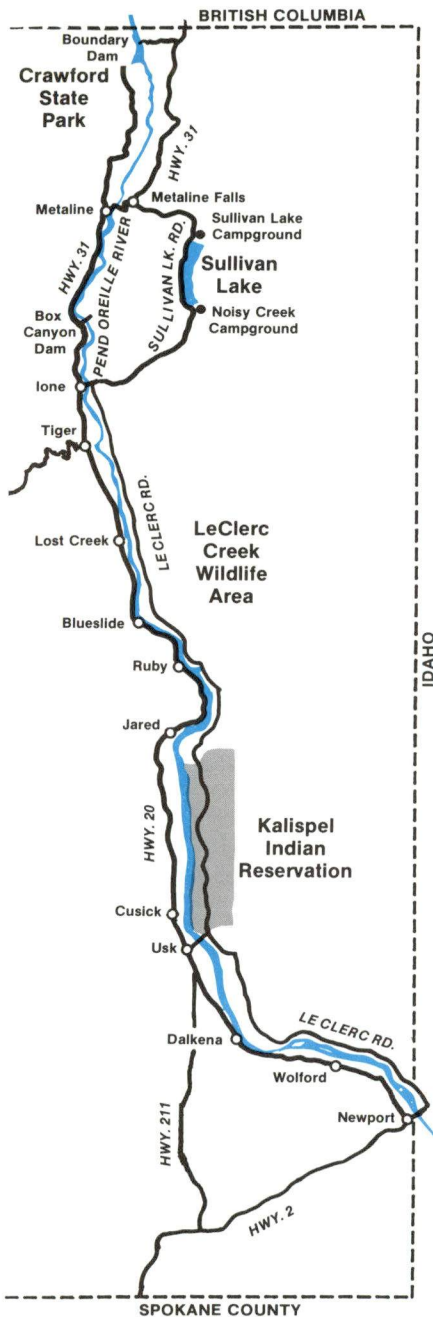 BRITISH COLUMBIA
Boundary
Dam
Crawford
State
Park
HWY. 31
Metaline Falls
Metaline
Sullivan Lake
Campground
HWY. 31
PEND OREILLE RIVER
SULLIVAN LK. RD.
Sullivan
Lake
Box
Canyon
Dam
Noisy Creek
Campground
Ione
Tiger
LE CLERC RD.
Lost Creek
LeClerc
Creek
Wildlife
Area
Blueslide
IDAHO
Ruby
Jared
HWY. 20
Kalispel
Indian
Reservation
Cusick
Usk
LE CLERC RD.
Dalkena
Wolford
Newport
HWY. 211
HWY. 2
SPOKANE COUNTY